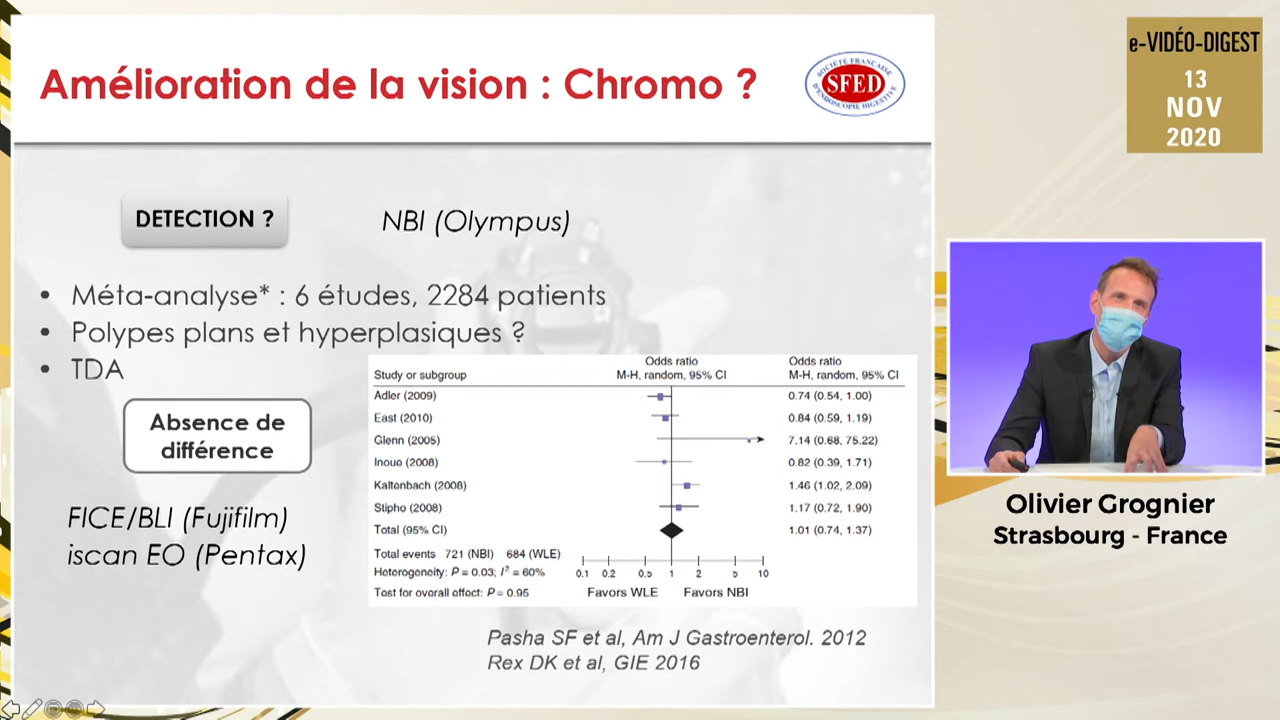 Amélioration de la vision : Chromo ?
SOCIÉTÉ FRANÇAISE
SFED
D'ENDOSCOPIE DIGESTIVE
e-VIDÉO-DIGEST
13
NOV
2020
DETECTION ?
NBI (Olympus)
• Méta-analyse* : 6 études, 2284 patients
• Polypes plans et hyperplasiques ?
• TDA
Absence de
différence
FICE/BLI (Fujifilm)
iscan EO (Pentax)
Odds ratio Odds ratio
Study or subgroup M-H, random, 95% CI M-H, random, 95% CI
Adler (2009) 0.74 (0.54, 1.00)
East (2010) 0.84 (0.59, 1.19)
Glenn (2005) 7.14 (0.68, 75.22)
Inoue (2008) 0.82 (0.39, 1.71)
Kaltenbach (2008) 1.46 (1.02, 2.09)
Stipho (2008) 1.17 (0.72, 1.90)
Total (95% CI) 1.01 (0.74, 1.37)
Total events 721 (NBI) 684 (WLE)
Heterogeneity: P = 0.03; I² = 60%
0.1 0.2 0.5 1 2 5 10
Test for overall effect: P = 0.95 Favors WLE Favors NBI
Pasha SF et al, Am J Gastroenterol. 2012
Rex DK et al, GIE 2016
Olivier Grognier
Strasbourg - France